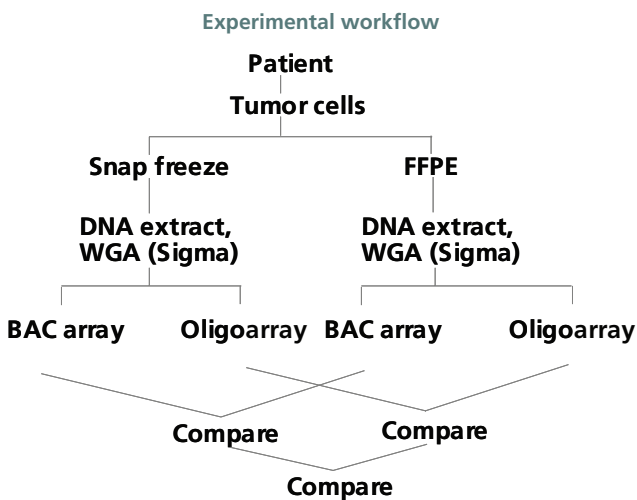 Experimental workflow
Patient
Tumor cells
Snap freeze
FFPE
DNA extract,
WGA (Sigma)
DNA extract,
WGA (Sigma)
BAC array
Oligoarray
BAC array
Oligoarray
Compare
Compare
Compare